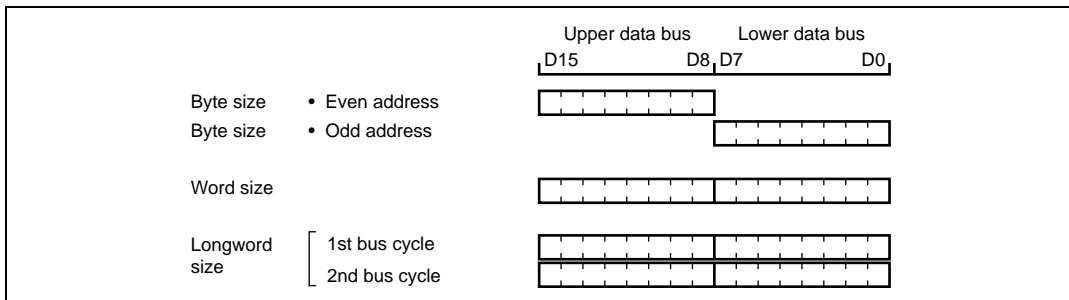 Upper data bus Lower data bus
D15 D8 D7 D0
Byte size • Even address
Byte size • Odd address
Word size
Longword size 1st bus cycle
2nd bus cycle